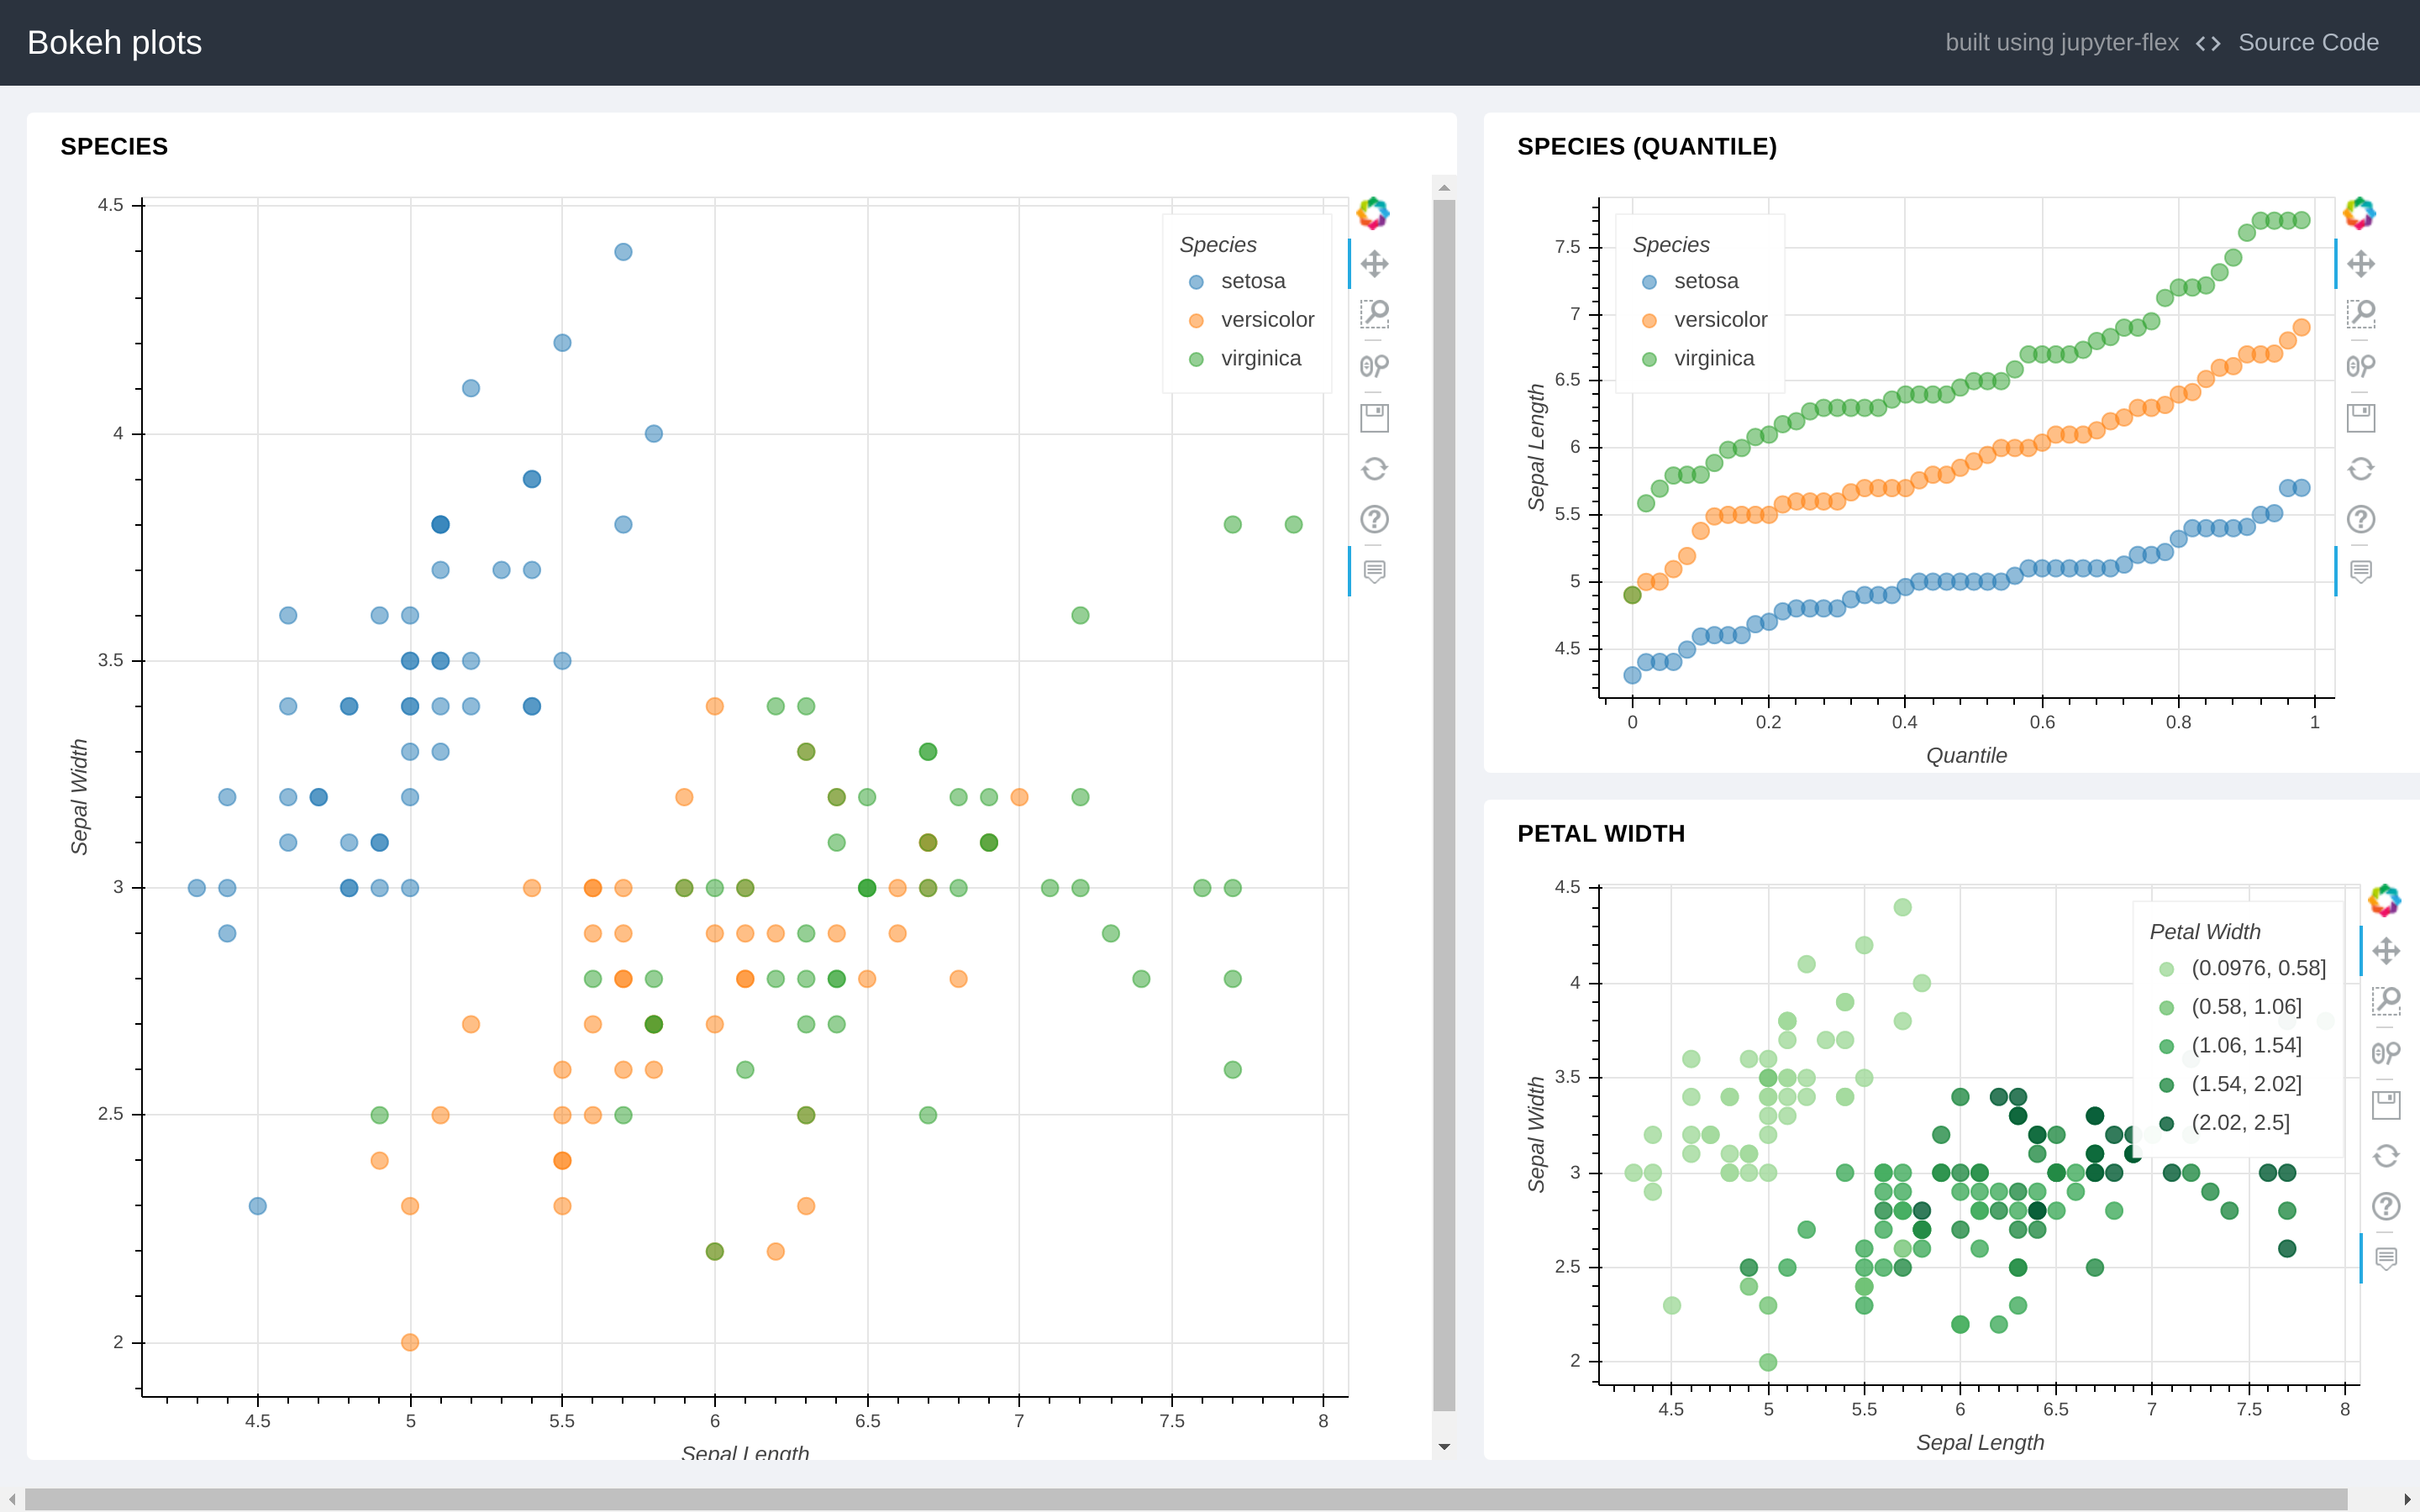 Bokeh plots
built using jupyter-flex Source Code
SPECIES
4.5
4
3.5
3
2.5
2
Sepal Width
Species
setosa
versicolor
virginica
4.5 5 5.5 6 6.5 7 7.5 8
Sepal Length
SPECIES (QUANTILE)
7.5
7
6.5
6
5.5
5
4.5
Sepal Length
Species
setosa
versicolor
virginica
0 0.2 0.4 0.6 0.8 1
Quantile
PETAL WIDTH
4.5
4
3.5
3
2.5
2
Sepal Width
Petal Width
(0.0976, 0.58]
(0.58, 1.06]
(1.06, 1.54]
(1.54, 2.02]
(2.02, 2.5]
4.5 5 5.5 6 6.5 7 7.5 8
Sepal Length